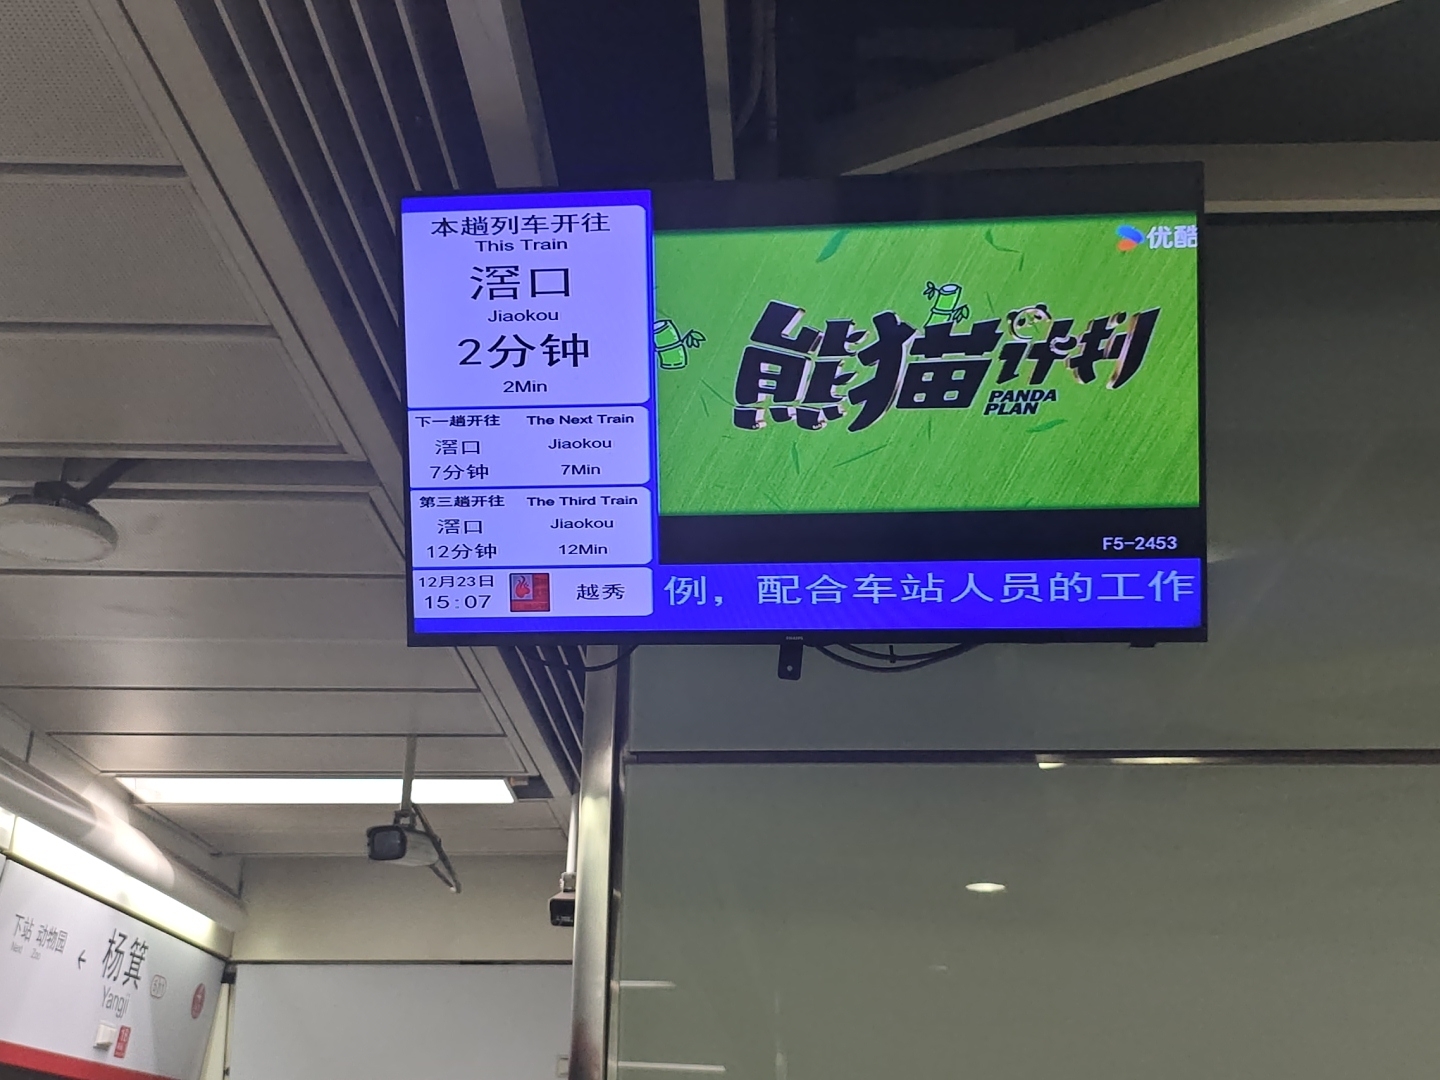 本趟列车开往
This Train
滘口
Jiaokou
2分钟
2Min
下一趟开往 The Next Train
滘口 Jiaokou
7分钟 7Min
第三趟开往 The Third Train
滘口 Jiaokou
12分钟 12Min
12月23日
15:07
越秀
优酷
熊猫计划
PANDA
PLAN
F5-2453
例，配合车站人员的工作
下站 动物园
Next Zoo
杨箕
Yangji